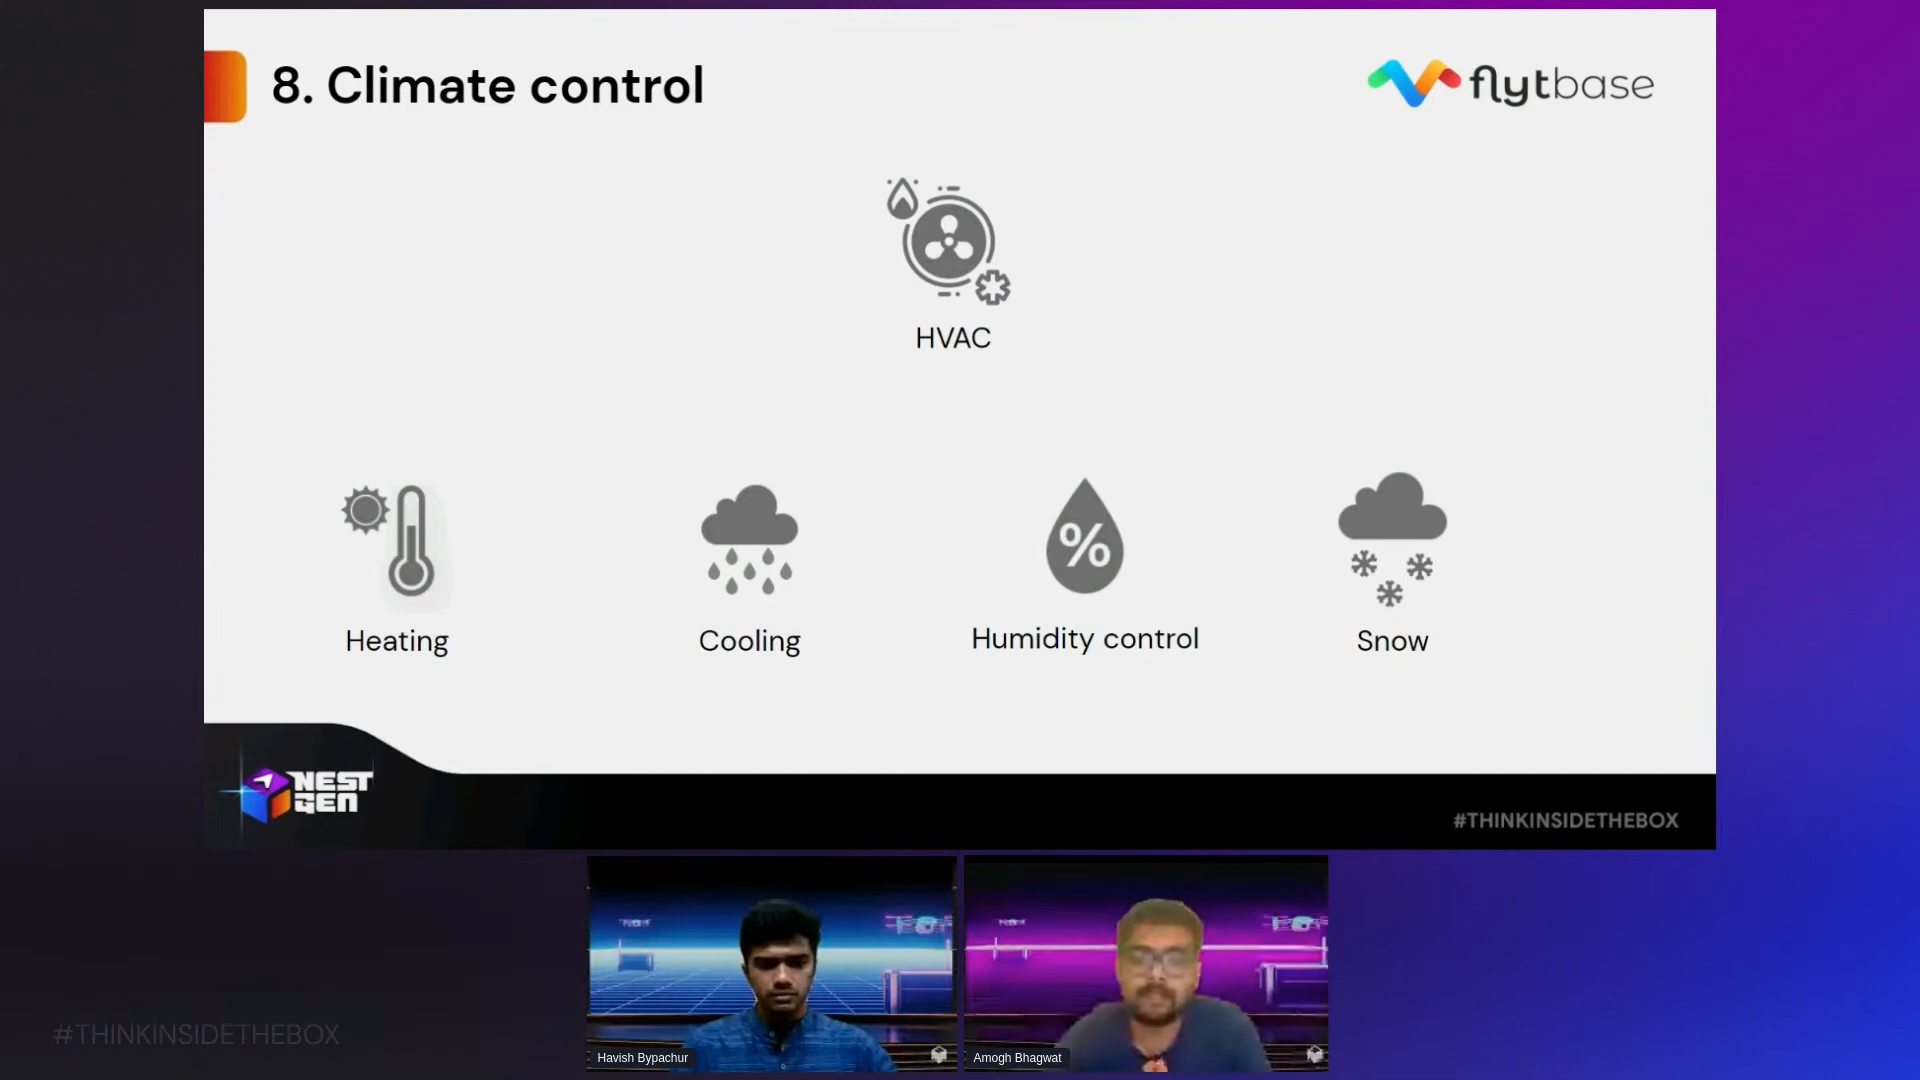 8. Climate control
flytbase
HVAC
%
Heating
Cooling
Humidity control
Snow
NEST
GEN
#THINKINSIDETHEBOX
Havish Bypachur
Amogh Bhagwat
#THINKINSIDETHEBOX